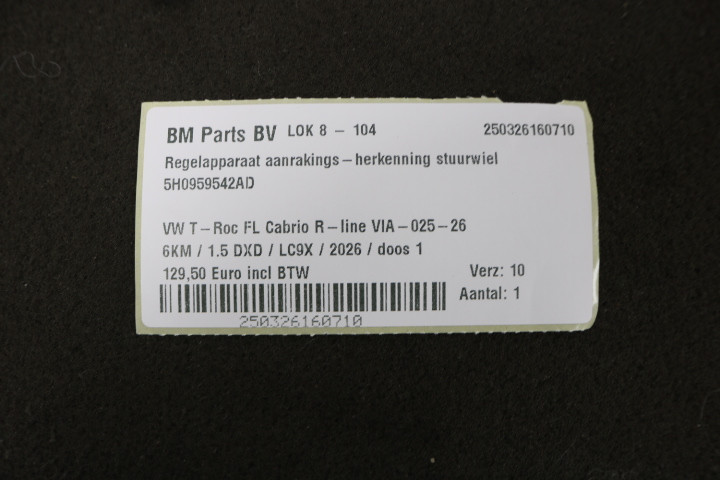 BM Parts BV LOK 8 - 104 250326160710
Regelapparaat aanrakings-herkenning stuurwiel
5H0959542AD
VW T-Roc FL Cabrio R-line VIA-025-26
6KM / 1.5 DXD / LC9X / 2026 / doos 1
129,50 Euro incl BTW Verz: 10
Aantal: 1
250326160710